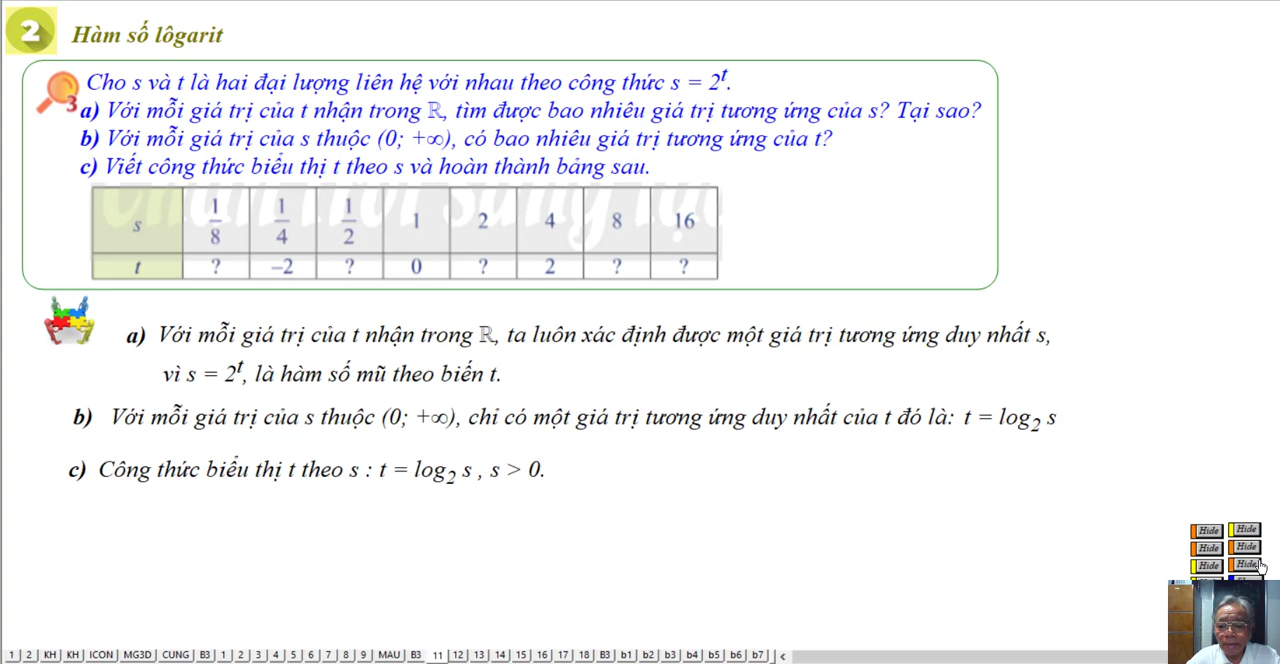 2 Hàm số lôgarit
3
Cho s và t là hai đại lượng liên hệ với nhau theo công thức s = 2ᵗ.
a) Với mỗi giá trị của t nhận trong ℝ, tìm được bao nhiêu giá trị tương ứng của s? Tại sao?
b) Với mỗi giá trị của s thuộc (0; +∞), có bao nhiêu giá trị tương ứng của t?
c) Viết công thức biểu thị t theo s và hoàn thành bảng sau.
s 1/8 1/4 1/2 1 2 4 8 16
t ? −2 ? 0 ? 2 ? ?
a) Với mỗi giá trị của t nhận trong ℝ, ta luôn xác định được một giá trị tương ứng duy nhất s,
vì s = 2ᵗ, là hàm số mũ theo biến t.
b) Với mỗi giá trị của s thuộc (0; +∞), chỉ có một giá trị tương ứng duy nhất của t đó là: t = log₂ s
c) Công thức biểu thị t theo s : t = log₂ s , s > 0.
Hide Hide
Hide Hide
Hide Hide
1 2 KH KH ICON MG3D CUNG B3 1 2 3 4 5 6 7 8 9 MAU B3 11 12 13 14 15 16 17 18 B3 b1 b2 b3 b4 b5 b6 b7